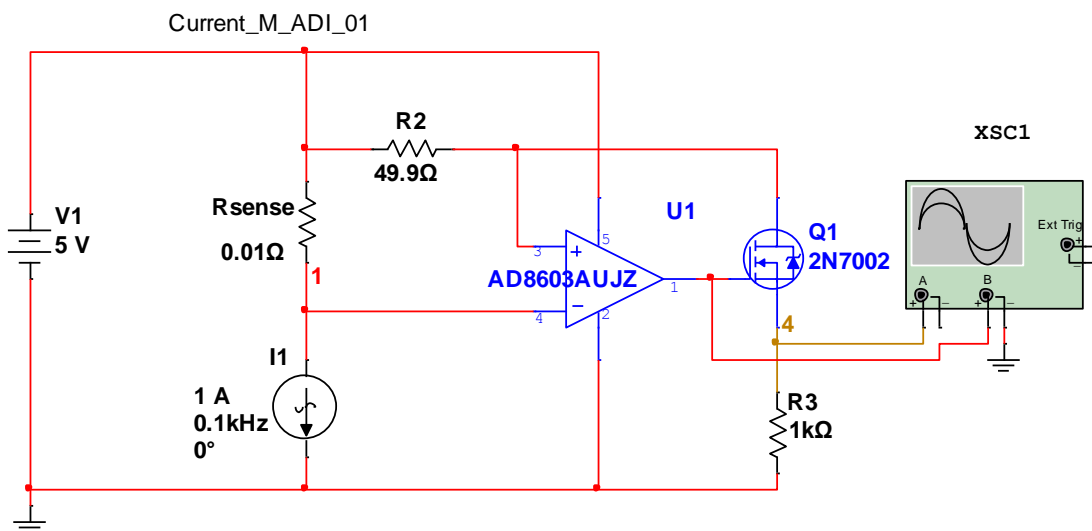 Current_M_ADI_01
R2
49.9Ω
XSC1
Ext Trig
+
−
A
B
+ −
+ −
V1
5 V
Rsense
0.01Ω
1
U1
Q1
2N7002
3
+
5
AD8603AUJZ
1
4
−
2
4
I1
1 A
0.1kHz
0°
R3
1kΩ